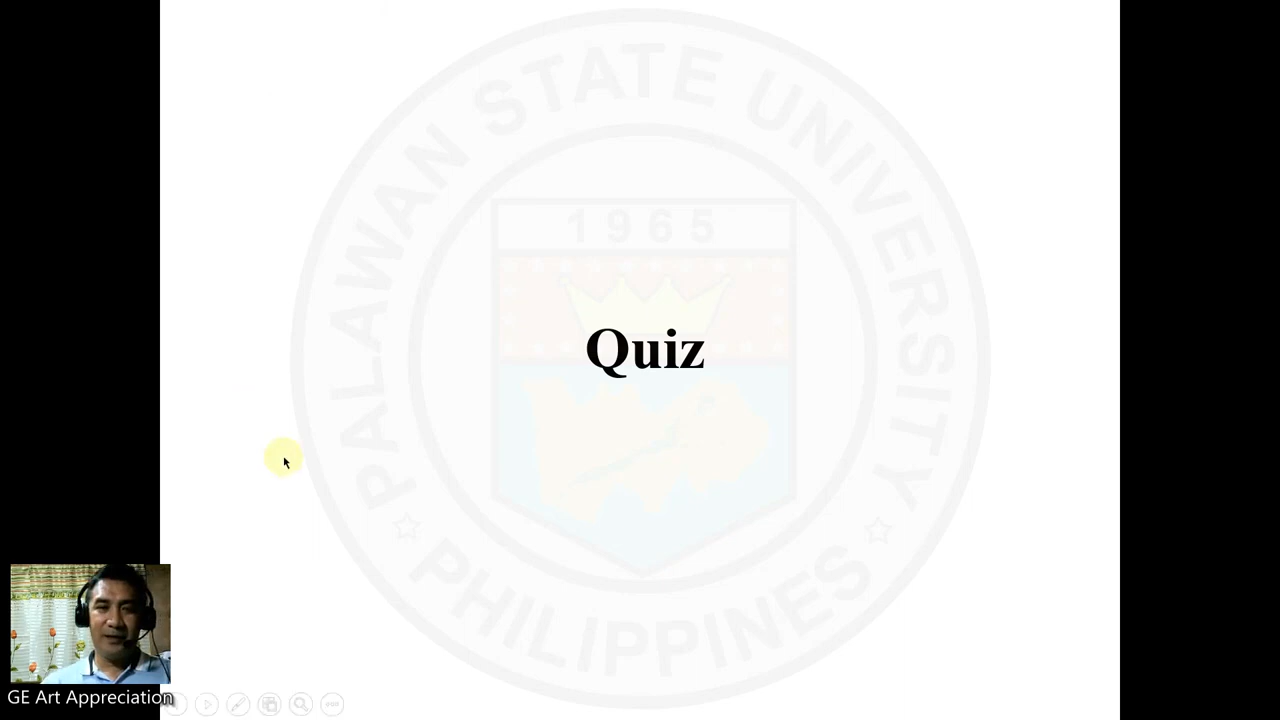 PALAWAN STATE UNIVERSITY
1965
Quiz
PHILIPPINES
GE Art Appreciation